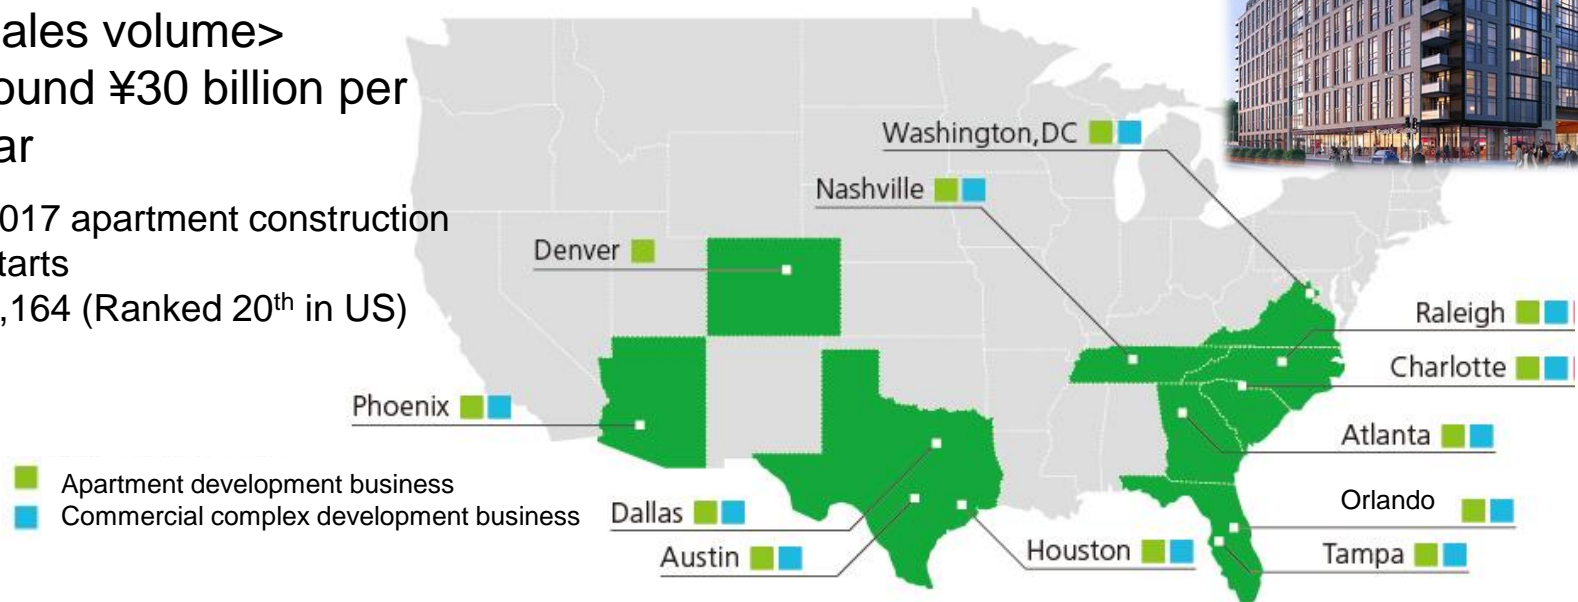 ales volume>
ound ¥30 billion per
ar
017 apartment construction
tarts
,164 (Ranked 20th in US)
Washington,DC
Nashville
Denver
Raleigh
Charlotte
Phoenix
Atlanta
Apartment development business
Commercial complex development business
Dallas
Austin
Houston
Orlando
Tampa